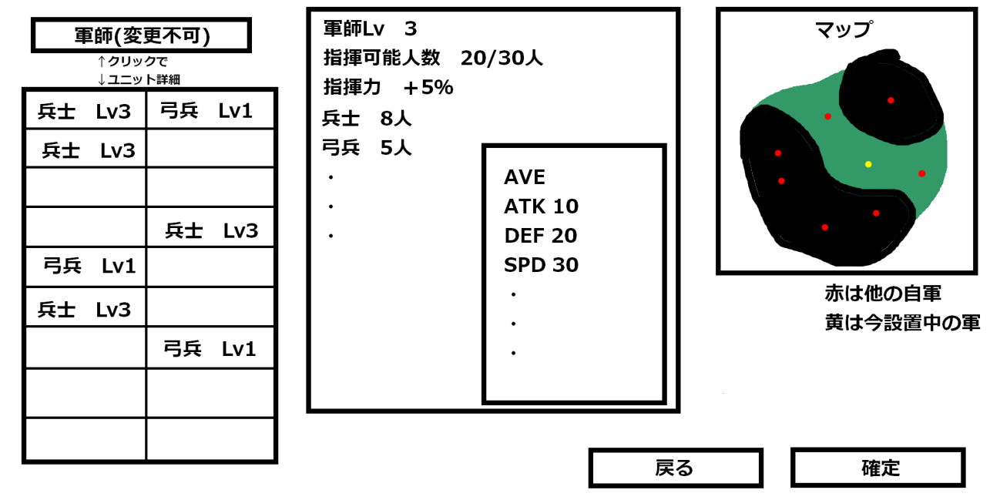 軍師(変更不可)
↑クリックで
↓ユニット詳細
兵士 Lv3 弓兵 Lv1
兵士 Lv3
兵士 Lv3
弓兵 Lv1
兵士 Lv3
弓兵 Lv1
軍師Lv 3
指揮可能人数 20/30人
指揮力 +5%
兵士 8人
弓兵 5人
・
・
・
AVE
ATK 10
DEF 20
SPD 30
・
・
・
マップ
赤は他の自軍
黄は今設置中の軍
戻る
確定